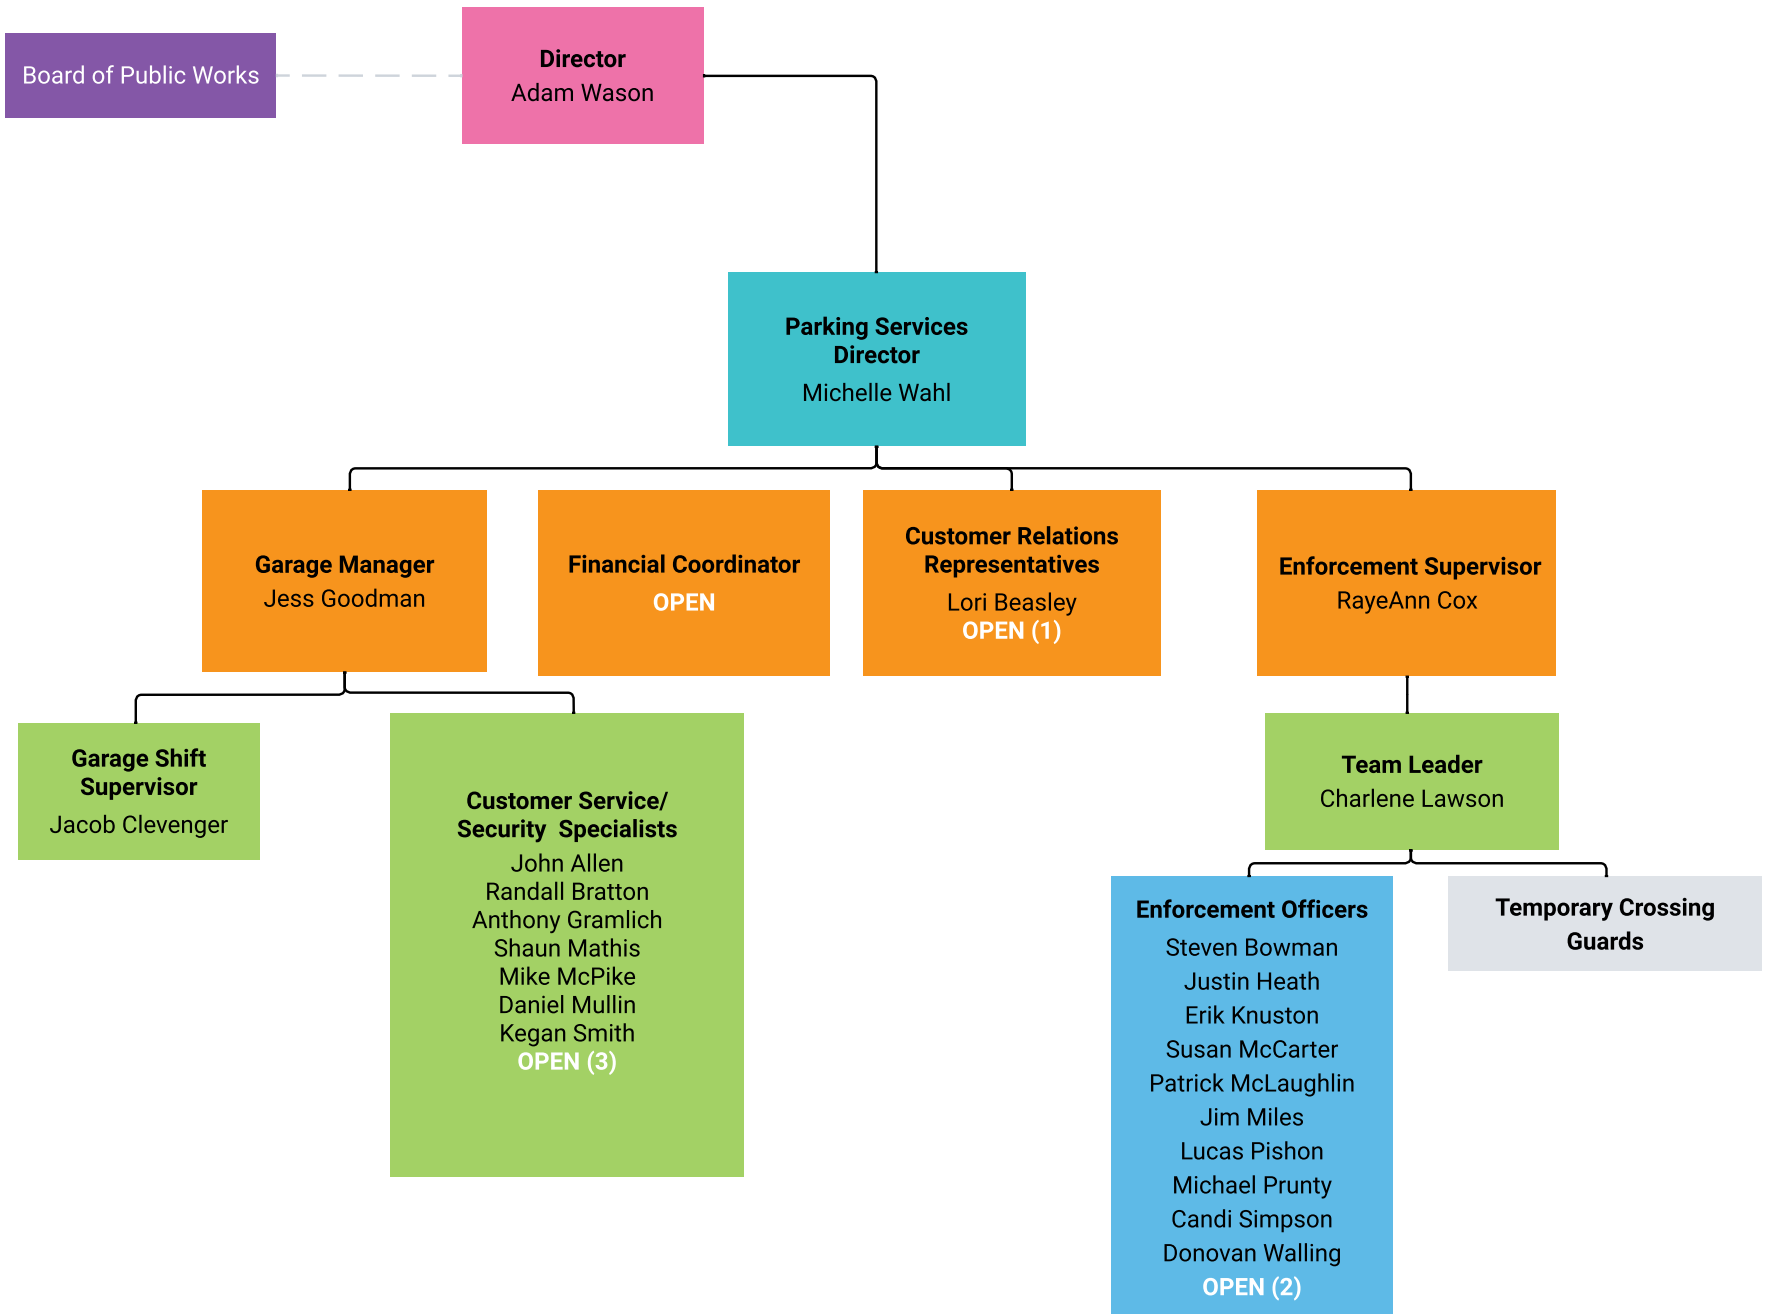 Board of Public Works
Director
Adam Wason
Parking Services
Director
Michelle Wahl
Garage Manager
Jess Goodman
Financial Coordinator
OPEN
Customer Relations
Representatives
Lori Beasley
OPEN (1)
Enforcement Supervisor
RayeAnn Cox
Garage Shift
Supervisor
Jacob Clevenger
Customer Service/
Security  Specialists
John Allen
Randall Bratton
Anthony Gramlich
Shaun Mathis
Mike McPike
Daniel Mullin
Kegan Smith
OPEN (3)
Team Leader
Charlene Lawson
Enforcement Officers
Steven Bowman
Justin Heath
Erik Knuston
Susan McCarter
Patrick McLaughlin
Jim Miles
Lucas Pishon
Michael Prunty
Candi Simpson
Donovan Walling
OPEN (2)
Temporary Crossing
Guards